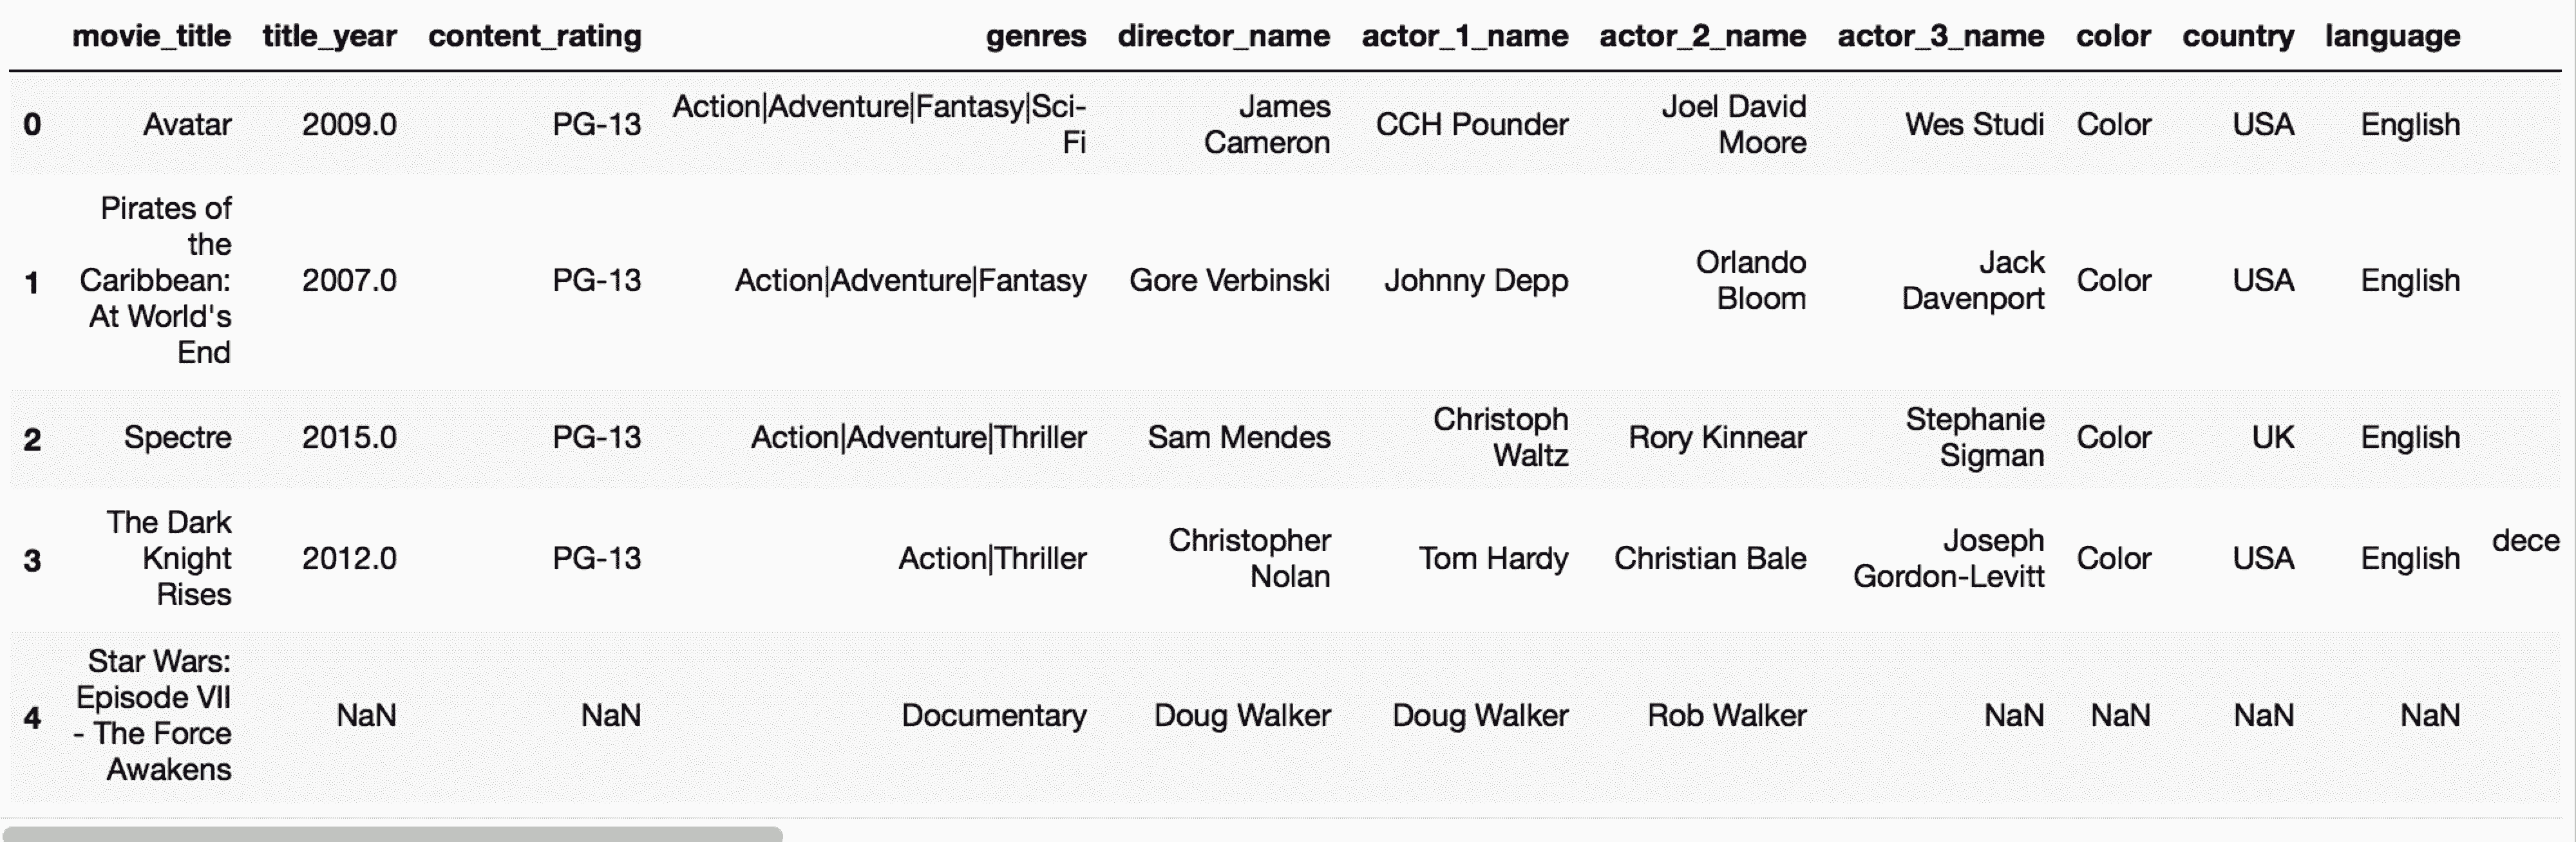 movie_title title_year content_rating genres director_name actor_1_name actor_2_name actor_3_name color country language
0 Avatar 2009.0 PG-13 Action|Adventure|Fantasy|Sci-Fi James Cameron CCH Pounder Joel David Moore Wes Studi Color USA English
1 Pirates of the Caribbean: At World's End 2007.0 PG-13 Action|Adventure|Fantasy Gore Verbinski Johnny Depp Orlando Bloom Jack Davenport Color USA English
2 Spectre 2015.0 PG-13 Action|Adventure|Thriller Sam Mendes Christoph Waltz Rory Kinnear Stephanie Sigman Color UK English
3 The Dark Knight Rises 2012.0 PG-13 Action|Thriller Christopher Nolan Tom Hardy Christian Bale Joseph Gordon-Levitt Color USA English dece
4 Star Wars: Episode VII - The Force Awakens NaN NaN Documentary Doug Walker Doug Walker Rob Walker NaN NaN NaN NaN